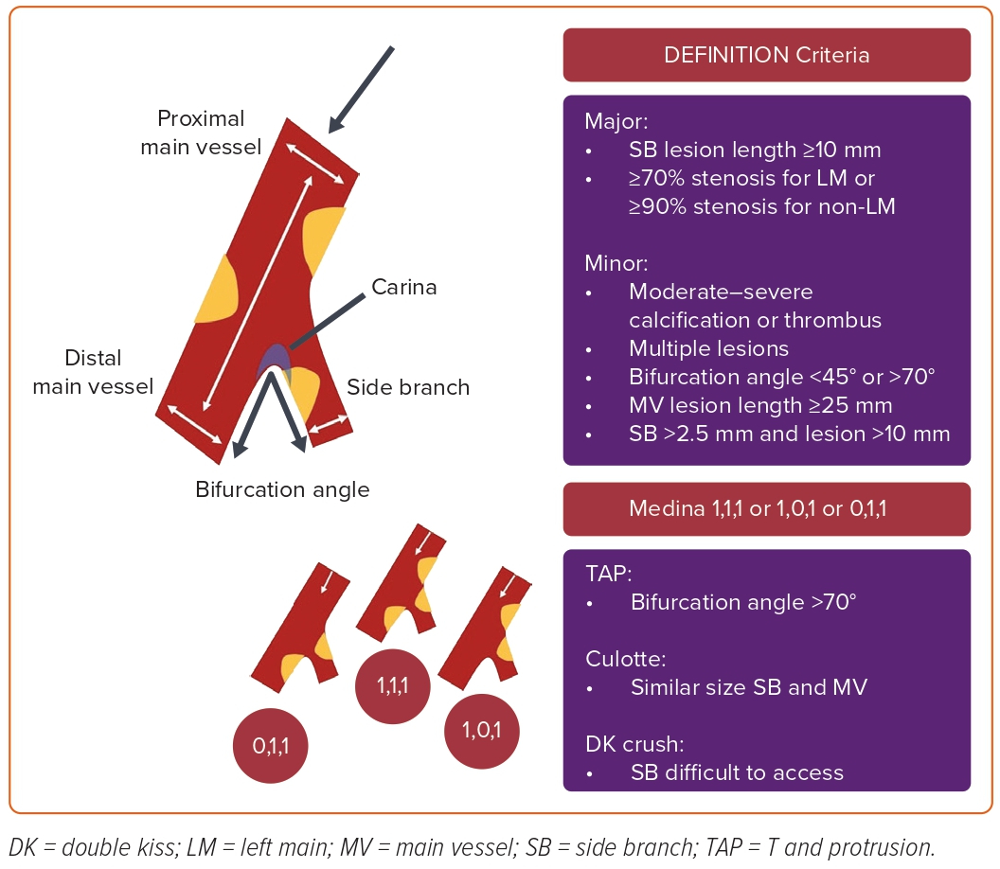 Proximal
main vessel
Carina
Distal
main vessel
Side branch
Bifurcation angle
0,1,1
1,1,1
1,0,1
DEFINITION Criteria
Major:
• SB lesion length ≥10 mm
• ≥70% stenosis for LM or
≥90% stenosis for non-LM
Minor:
• Moderate–severe
calcification or thrombus
• Multiple lesions
• Bifurcation angle <45° or >70°
• MV lesion length ≥25 mm
• SB >2.5 mm and lesion >10 mm
Medina 1,1,1 or 1,0,1 or 0,1,1
TAP:
• Bifurcation angle >70°
Culotte:
• Similar size SB and MV
DK crush:
• SB difficult to access
DK = double kiss; LM = left main; MV = main vessel; SB = side branch; TAP = T and protrusion.